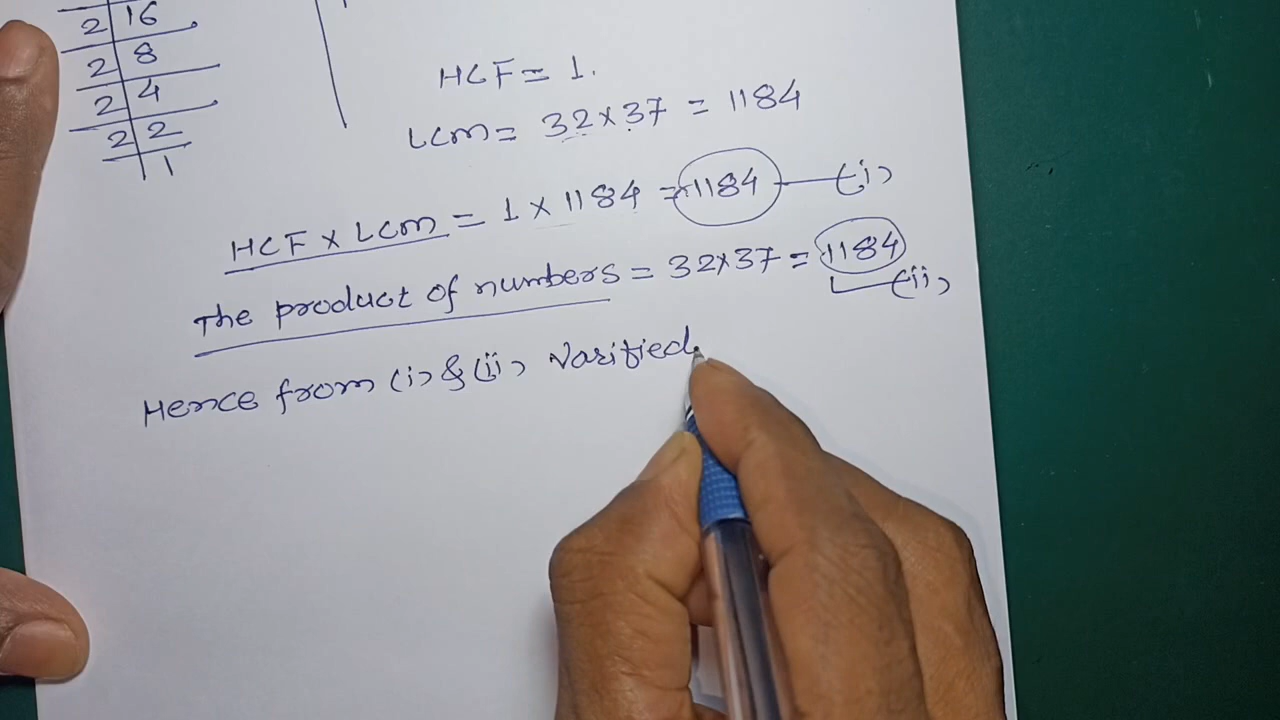 2 | 16
2 | 8
2 | 4
2 | 2
1
HCF = 1.
LCM = 32 × 37 = 1184
HCF × LCM = 1 × 1184 = 1184 — (i)
The product of numbers = 32 × 37 = 1184
(ii)
Hence from (i) & (ii) Varified